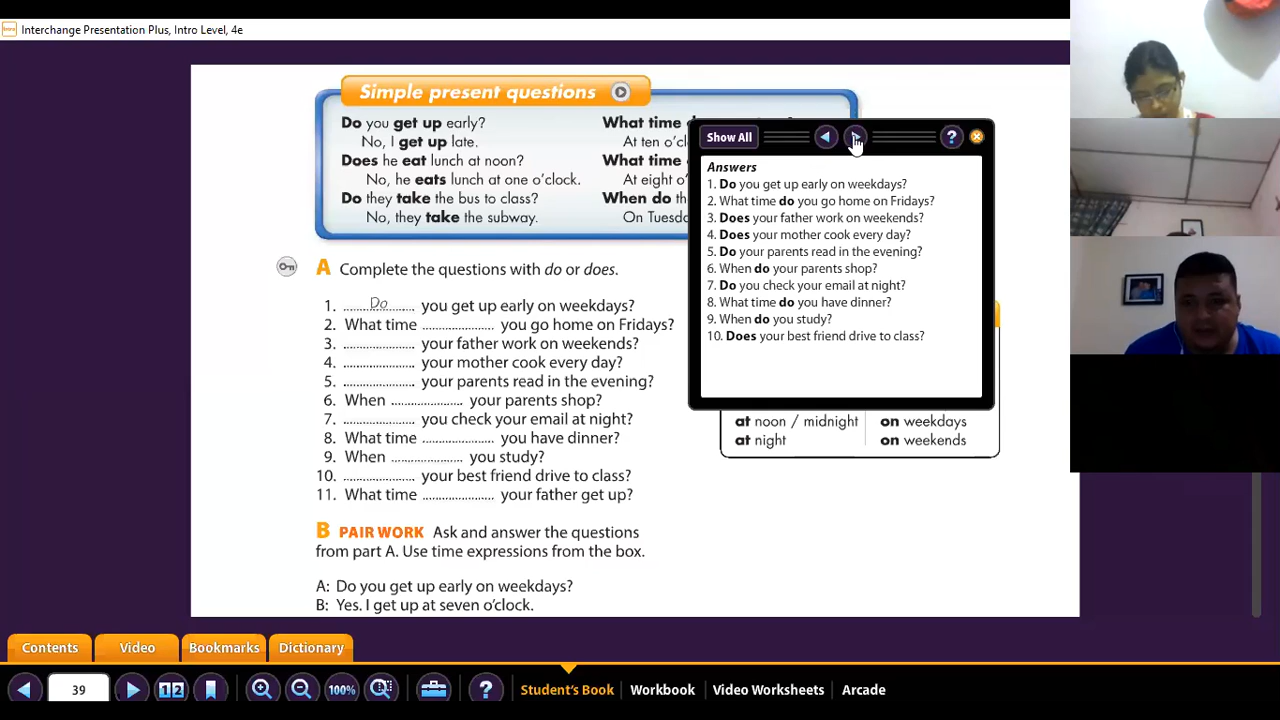 Interchange Presentation Plus, Intro Level, 4e
Simple present questions
Do you get up early?
No, I get up late.
Does he eat lunch at noon?
No, he eats lunch at one o'clock.
Do they take the bus to class?
No, they take the subway.
What time
At ten o'clo
What time
At eight o'
When do the
On Tuesd
Show All
?
Answers
1. Do you get up early on weekdays?
2. What time do you go home on Fridays?
3. Does your father work on weekends?
4. Does your mother cook every day?
5. Do your parents read in the evening?
6. When do your parents shop?
7. Do you check your email at night?
8. What time do you have dinner?
9. When do you study?
10. Does your best friend drive to class?
A Complete the questions with do or does.
1. Do you get up early on weekdays?
2. What time ............ you go home on Fridays?
3. ............ your father work on weekends?
4. ............ your mother cook every day?
5. ............ your parents read in the evening?
6. When ............ your parents shop?
7. ............ you check your email at night?
8. What time ............ you have dinner?
9. When ............ you study?
10. ............ your best friend drive to class?
11. What time ............ your father get up?
at noon / midnight on weekdays
at night on weekends
B PAIR WORK Ask and answer the questions
from part A. Use time expressions from the box.
A: Do you get up early on weekdays?
B: Yes. I get up at seven o'clock.
Contents Video Bookmarks Dictionary
39 1 2 100% ? Student's Book Workbook Video Worksheets Arcade